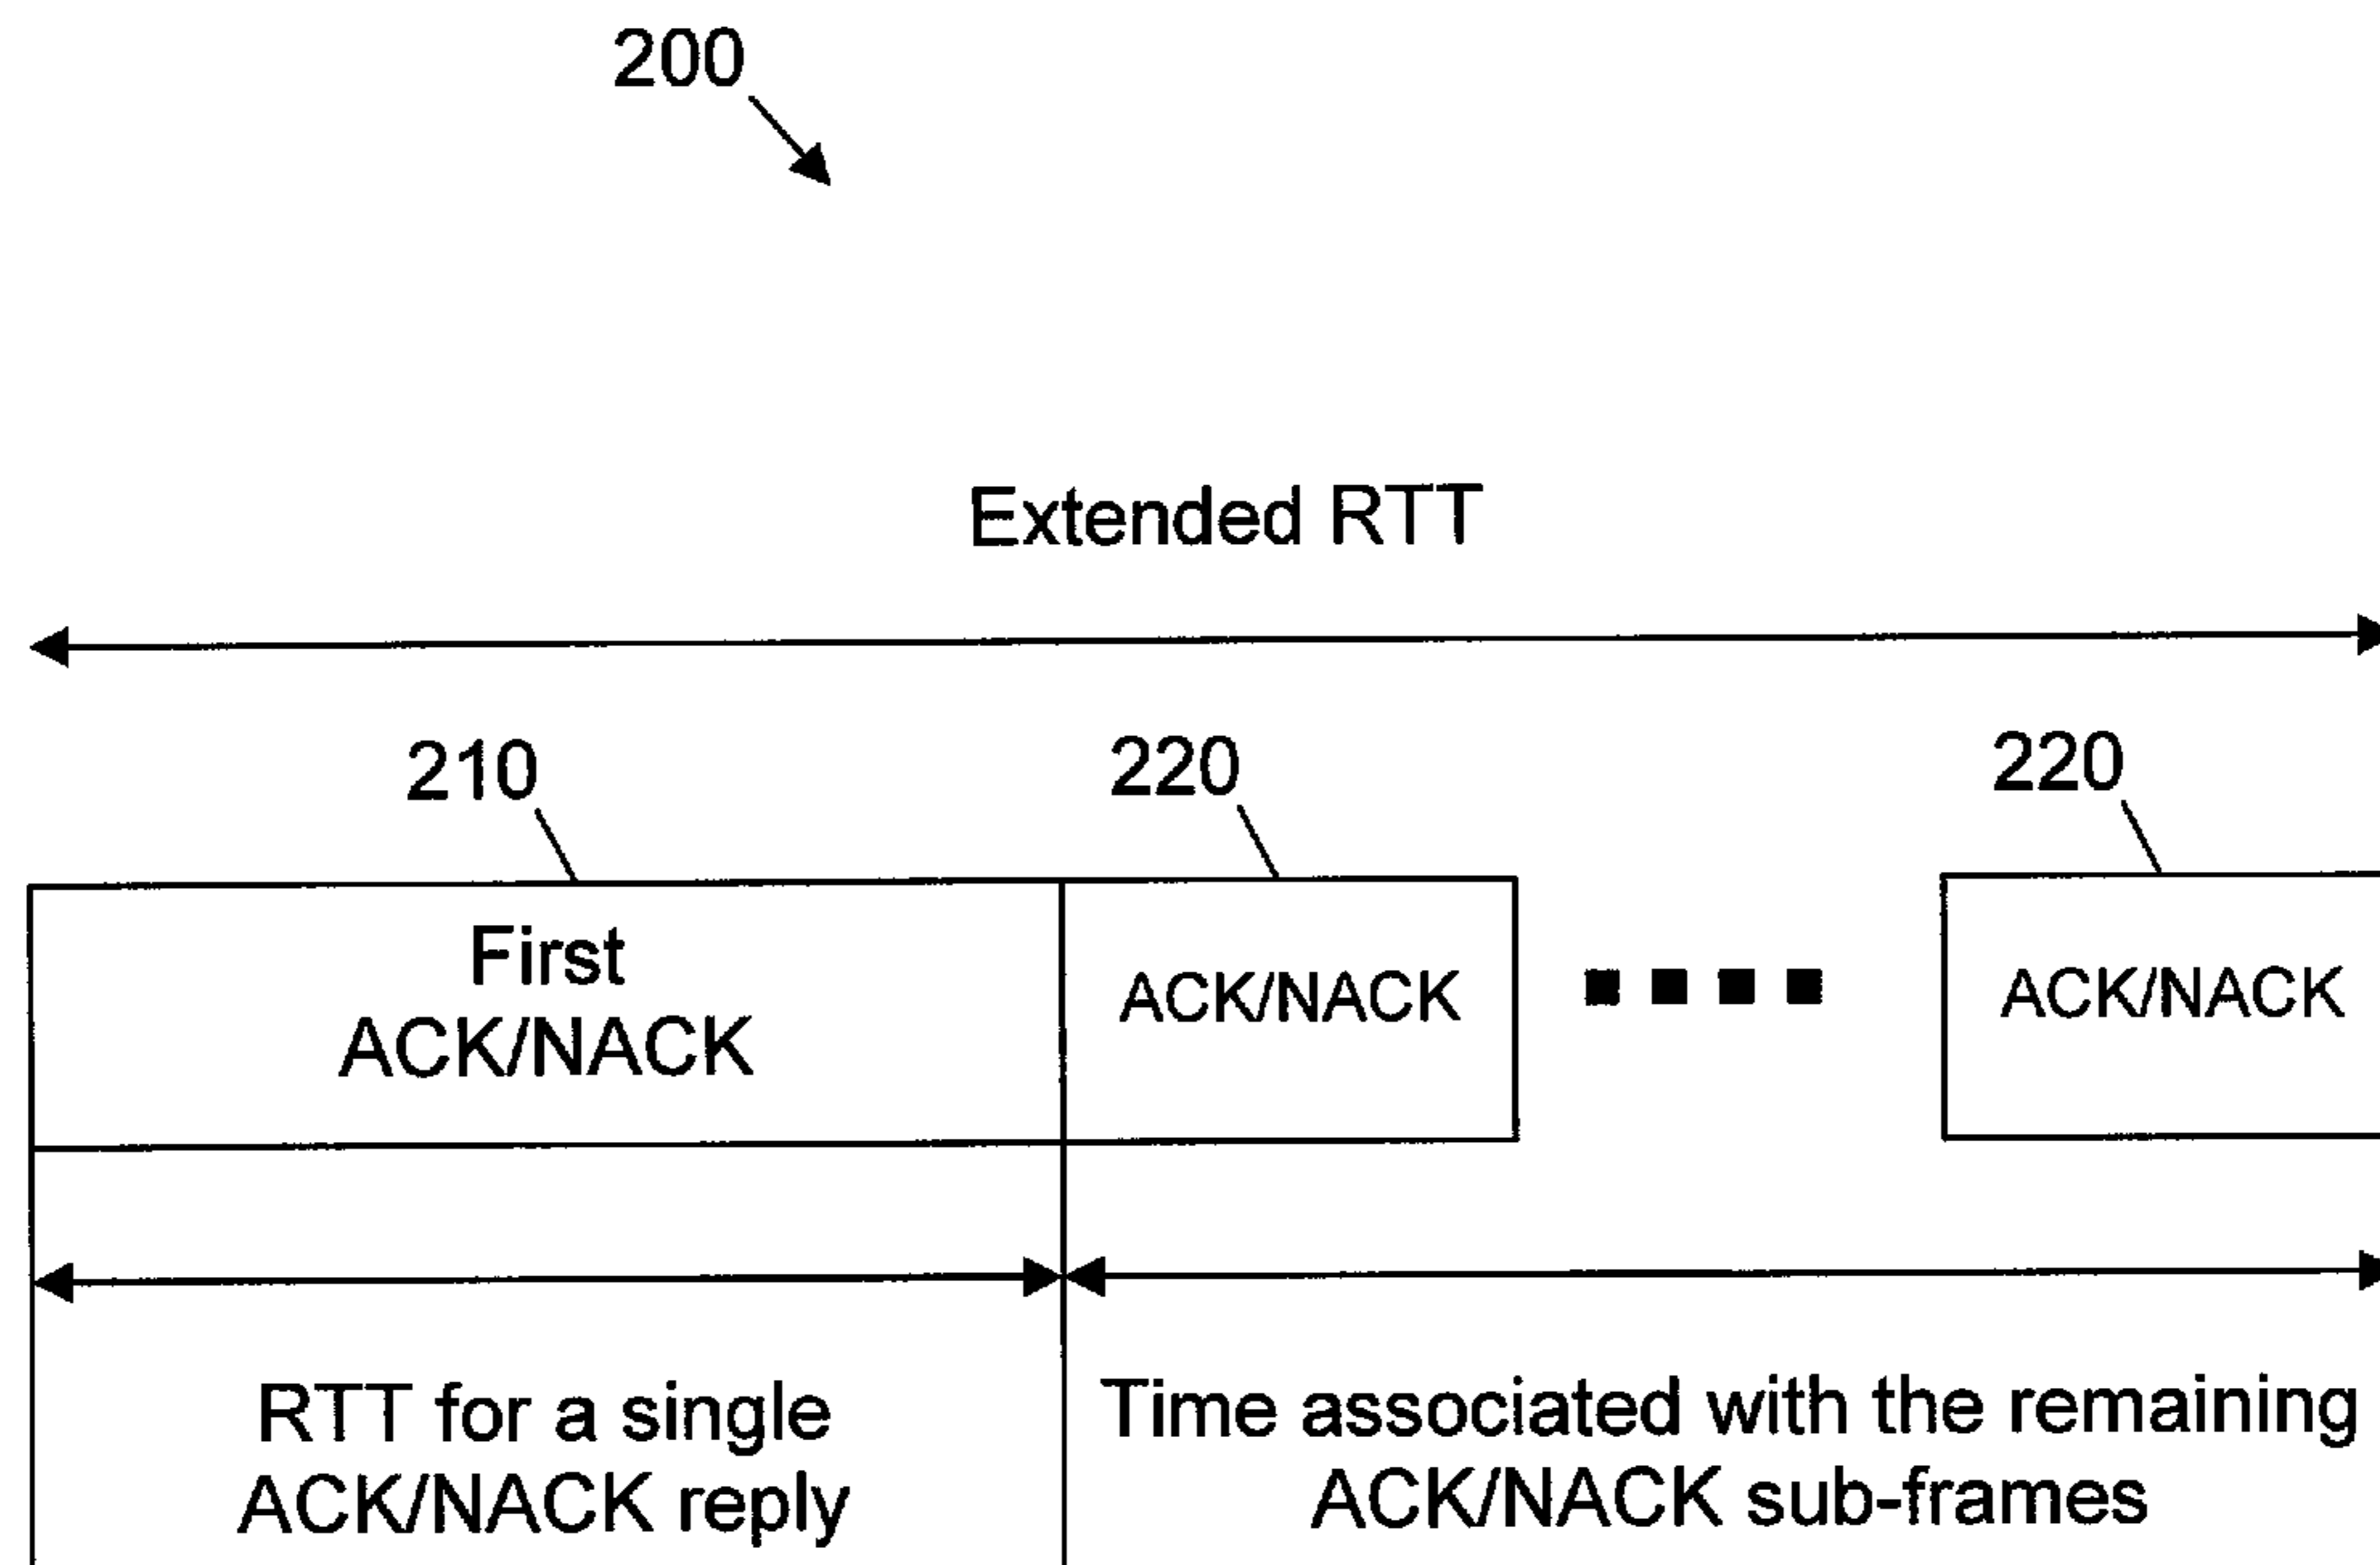 200
Extended RTT
210
220
220
First
ACK/NACK
ACK/NACK
ACK/NACK
RTT for a single
ACK/NACK reply
Time associated with the remaining
ACK/NACK sub-frames